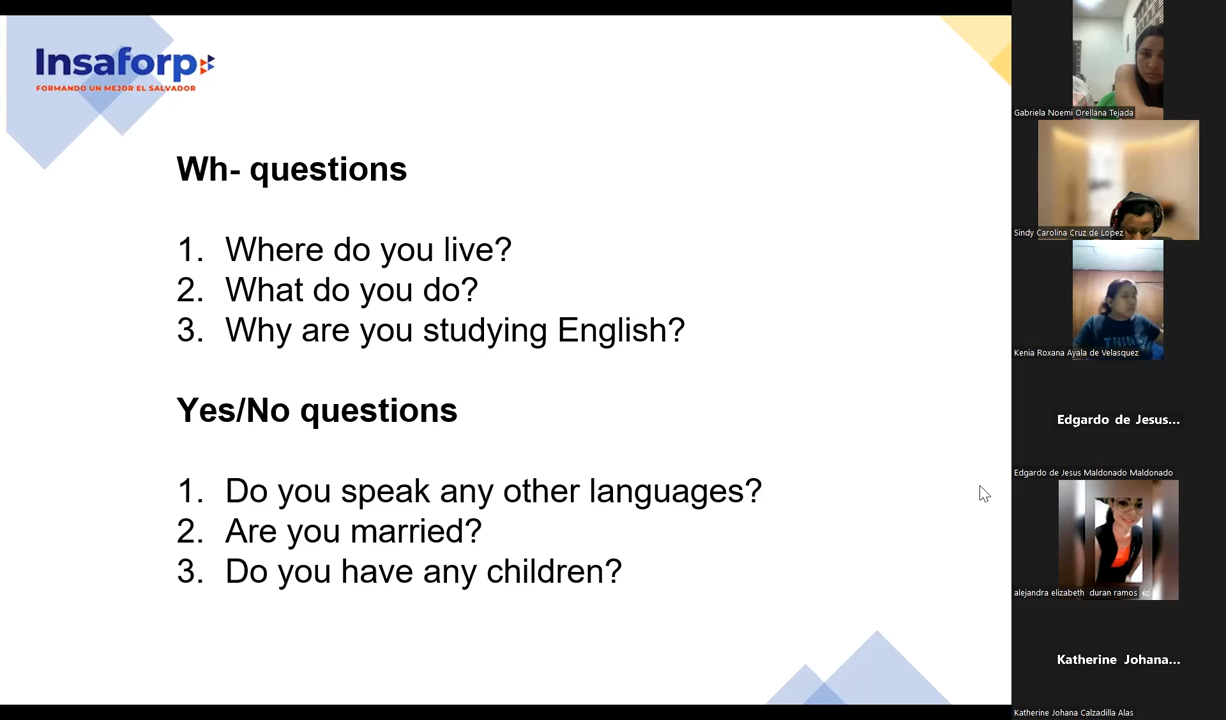 Insaforp
FORMANDO UN MEJOR EL SALVADOR
Wh- questions
1. Where do you live?
2. What do you do?
3. Why are you studying English?
Yes/No questions
1. Do you speak any other languages?
2. Are you married?
3. Do you have any children?
Gabriela Noemi Orellana Tejada
Sindy Carolina Cruz de Lopez
Kenia Roxana Ayala de Velasquez
Edgardo de Jesus...
Edgardo de Jesus Maldonado Maldonado
alejandra elizabeth duran ramos
Katherine Johana...
Katherine Johana Calzadilla Alas